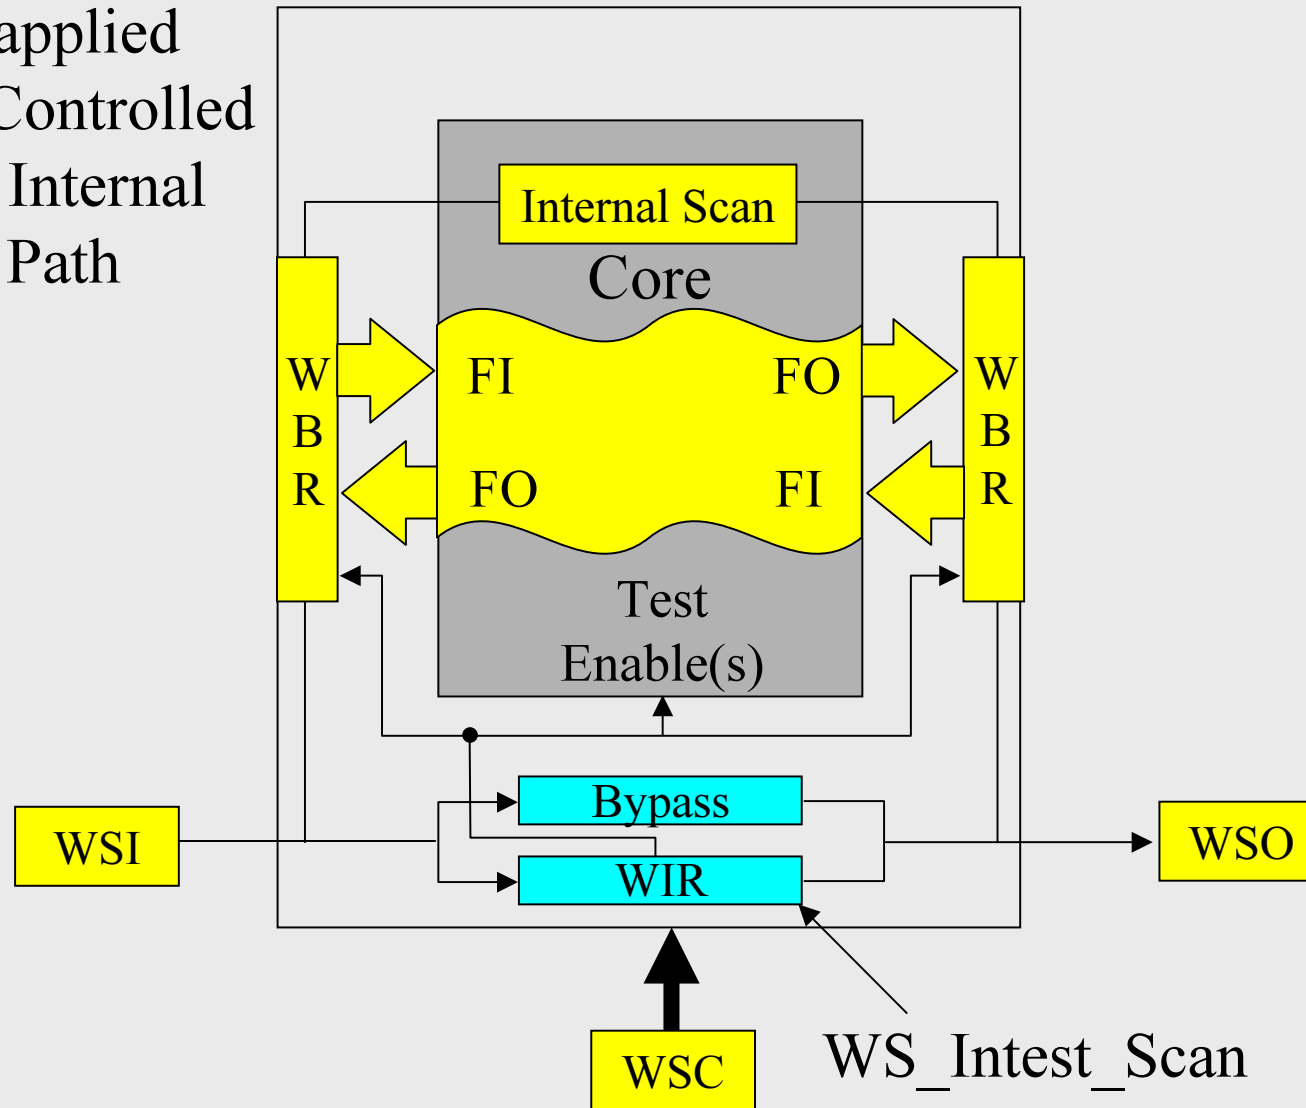 applied
Controlled
Internal
Path
Internal Scan
Core
W
B
R
FI
FO
FO
FI
W
B
R
Test
Enable(s)
Bypass
WSI
WIR
WSO
WSC
WS_Intest_Scan